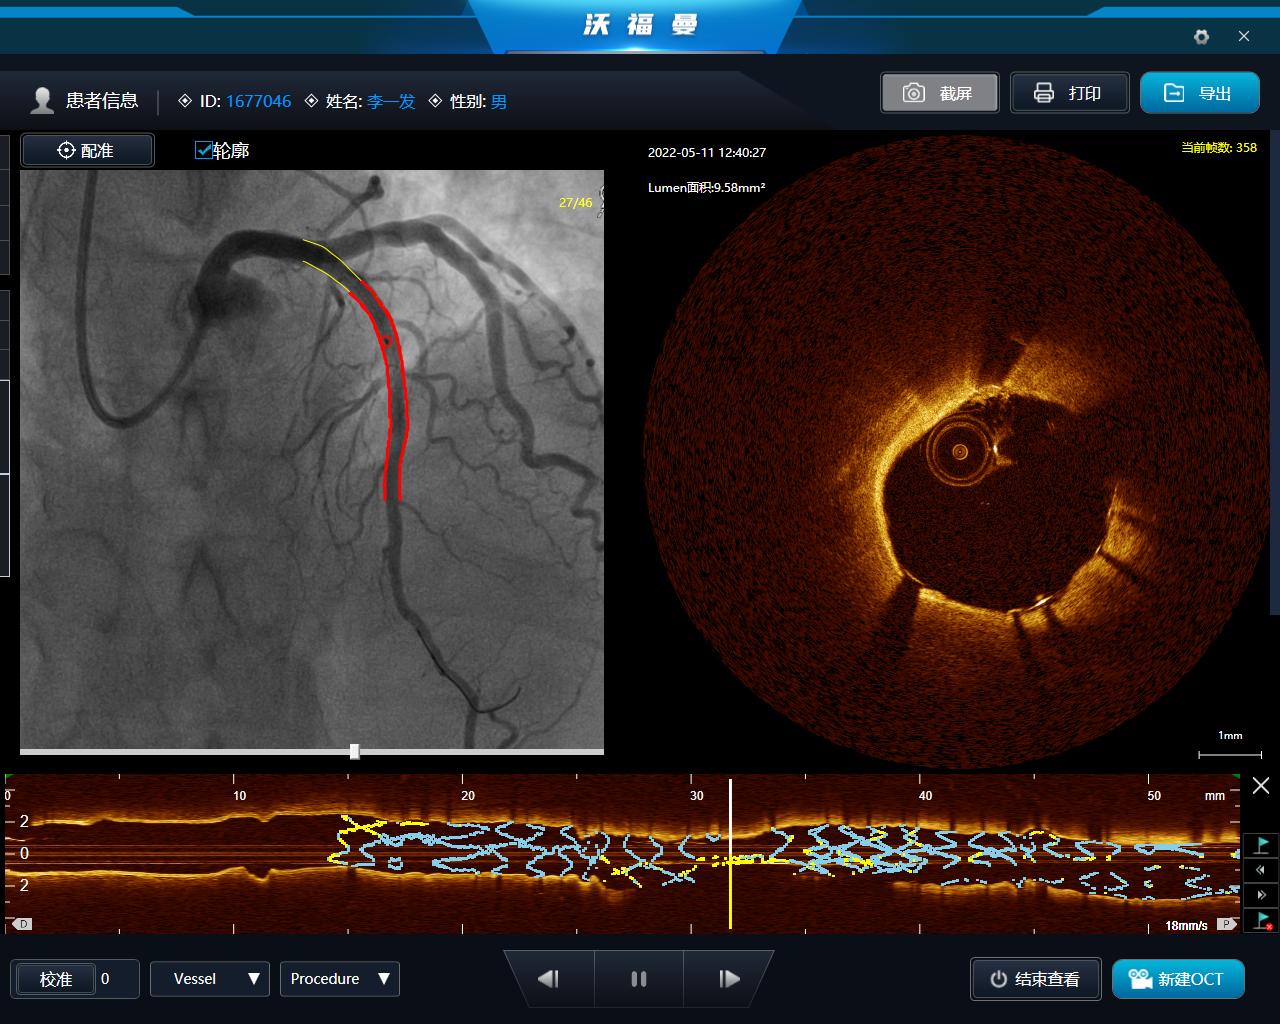 沃福曼
患者信息 ID: 1677046 姓名: 李一发 性别: 男 截屏 打印 导出
配准 轮廓
27/46
2022-05-11 12:40:27
Lumen面积:9.58mm²
当前帧数: 358
1mm
0 10 20 30 40 50 mm
2
0
2
D
18mm/s P
校准 0 Vessel Procedure 结束查看 新建OCT